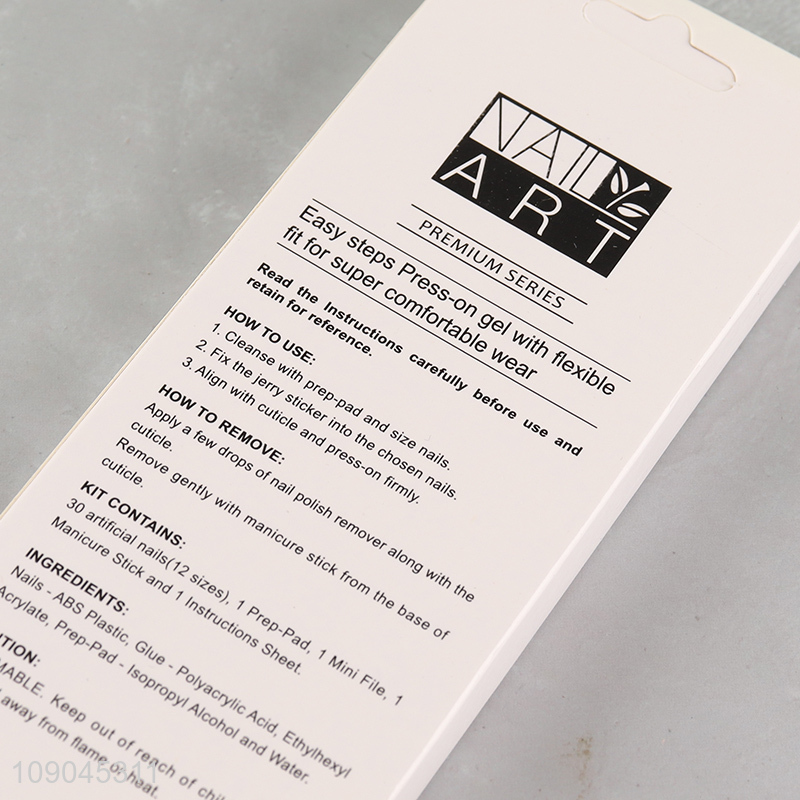 NAIL
ART
PREMIUM SERIES
Easy steps Press-on gel with flexible
fit for super comfortable wear
Read the Instructions carefully before use and
retain for reference.
HOW TO USE:
1. Cleanse with prep-pad and size nails.
2. Fix the jerry sticker into the chosen nails.
3. Align with cuticle and press-on firmly.
HOW TO REMOVE:
Apply a few drops of nail polish remover along with the
cuticle.
Remove gently with manicure stick from the base of
cuticle.
KIT CONTAINS:
30 artificial nails(12 sizes), 1 Prep-Pad, 1 Mini File, 1
Manicure Stick and 1 Instructions Sheet.
INGREDIENTS:
Nails - ABS Plastic, Glue - Polyacrylic Acid, Ethylhexyl
Acrylate, Prep-Pad - Isopropyl Alcohol and Water.
TION:
MABLE. Keep out of reach of chil
away from flame or heat.
109045311